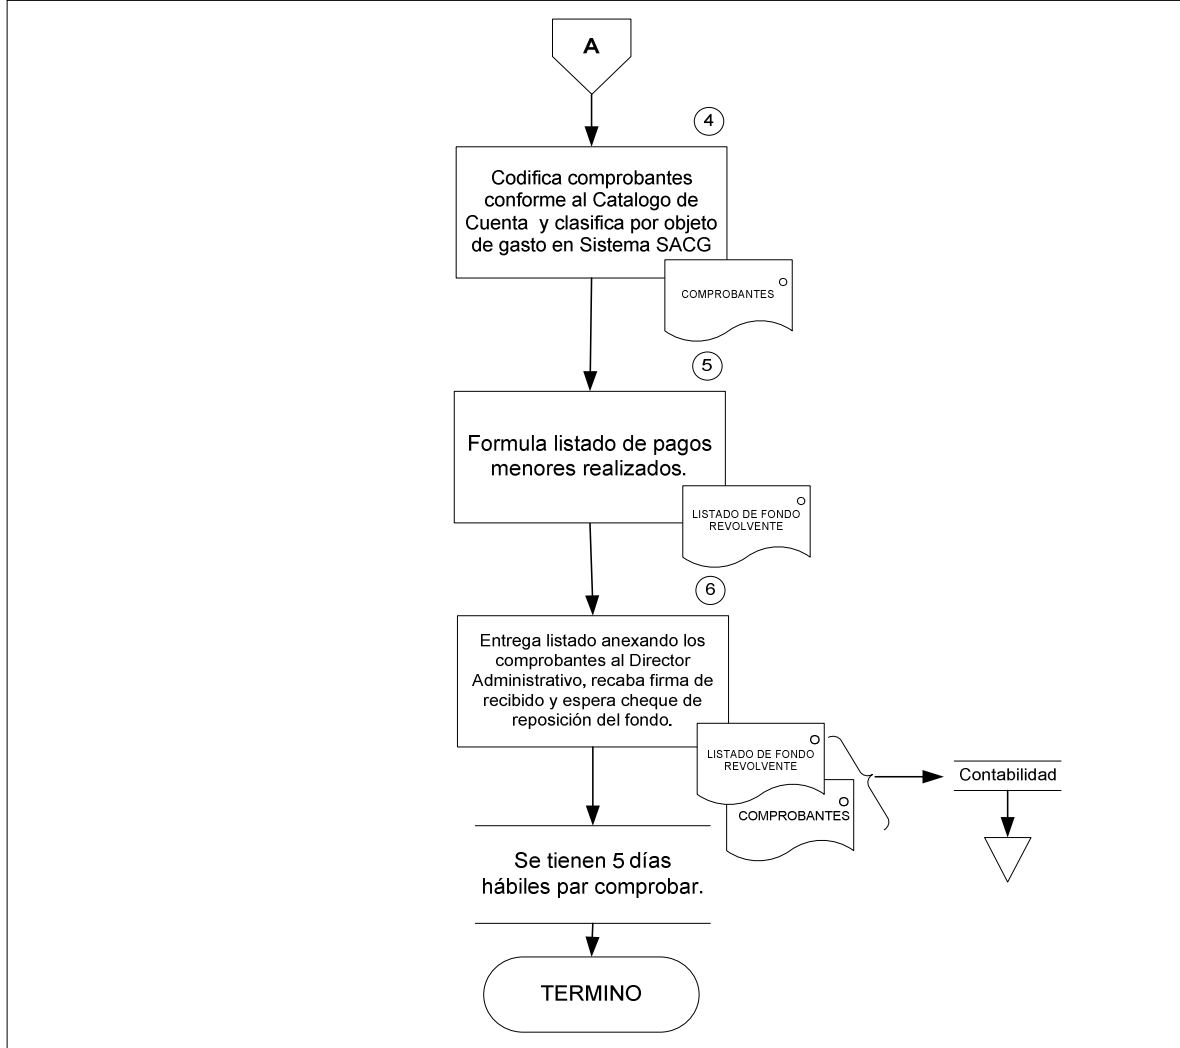 A
4
Codifica comprobantes
conforme al Catalogo de
Cuenta y clasifica por objeto
de gasto en Sistema SACG
COMPROBANTES
5
Formula listado de pagos
menores realizados.
LISTADO DE FONDO
REVOLVENTE
6
Entrega listado anexando los
comprobantes al Director
Administrativo, recaba firma de
recibido y espera cheque de
reposición del fondo.
LISTADO DE FONDO
REVOLVENTE
COMPROBANTES
Contabilidad
Se tienen 5 días
hábiles par comprobar.
TERMINO